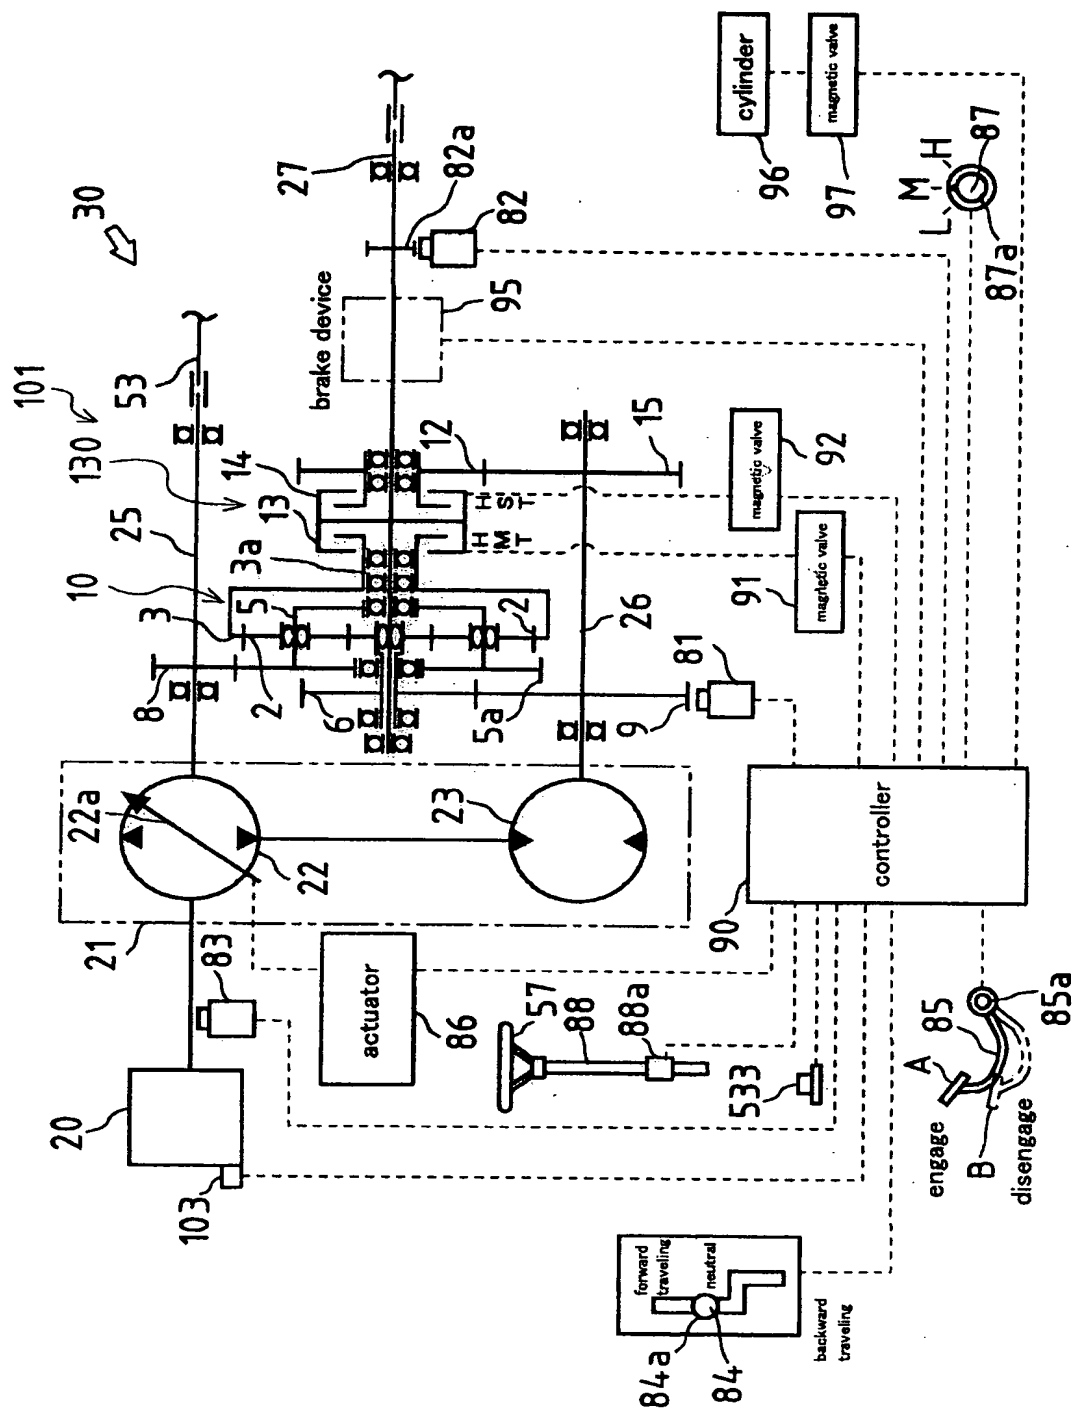 30
101
53
130
14
25
13
10
3a
3
5
2
8
2
6
5a
9
12
15
26
27
82a
82
95
brake device
H
S
T
H
M
T
cylinder
96
magnetic valve
97
L
M
H
87
87a
magnetic valve
92
magnetic valve
91
81
22a
22
23
21
83
20
103
actuator
86
57
88
88a
533
controller
90
85
85a
A
B
engage
disengage
forward
traveling
neutral
backward
traveling
84a
84